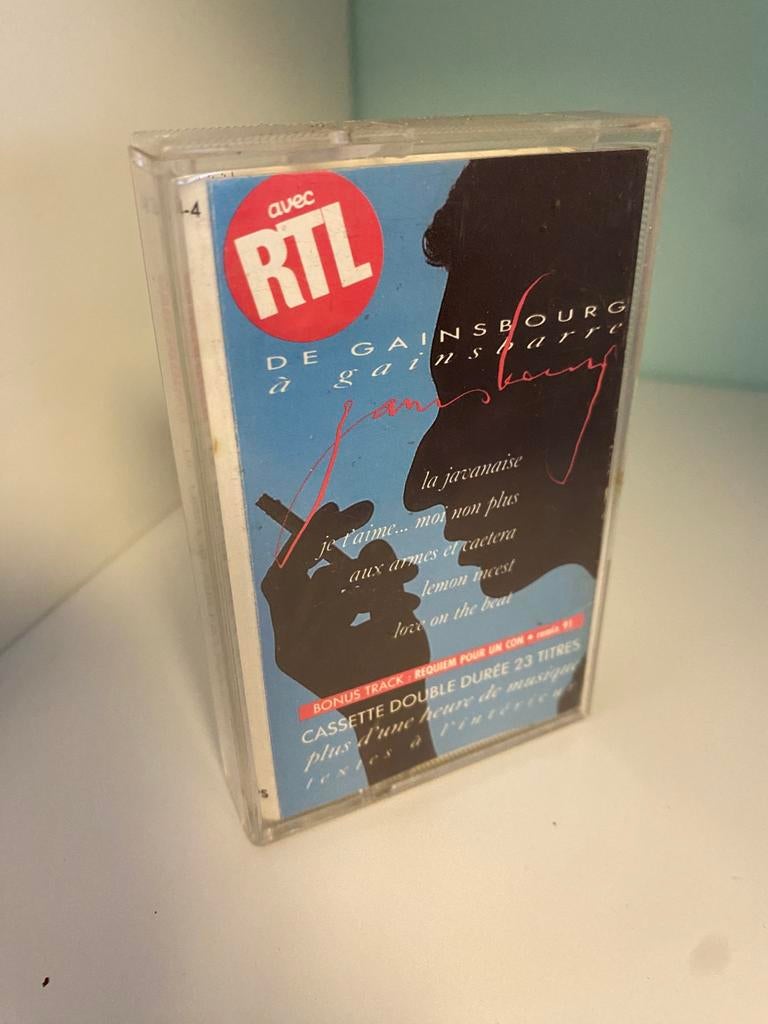 -4
avec
RTL
DE GAINSBOURG
à gainsbarre
gainsbourg
la javanaise
je t'aime... moi non plus
aux armes et caetera
lemon incest
love on the beat
BONUS TRACK : REQUIEM POUR UN CON • remix 91
CASSETTE DOUBLE DURÉE 23 TITRES
plus d'une heure de musique
textes à l'intérieur